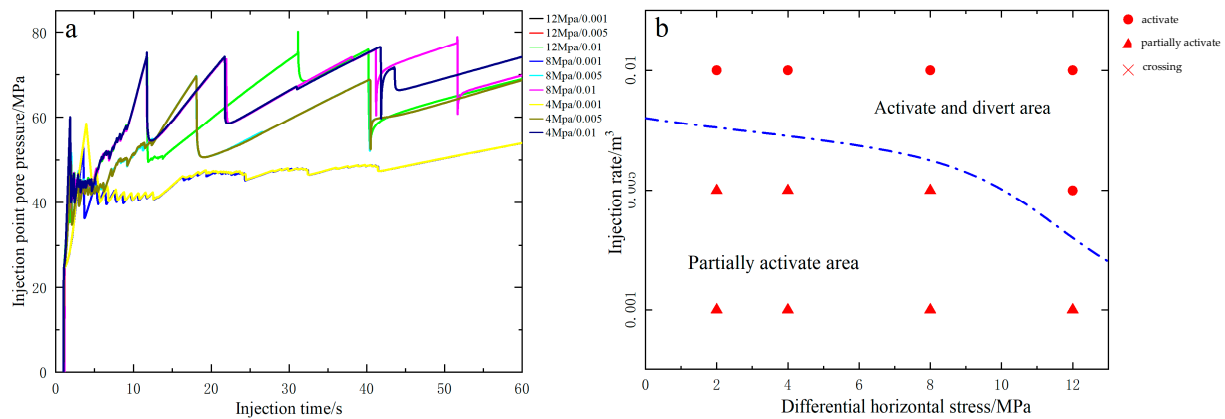 a
80
60
40
20
0
0 10 20 30 40 50 60
Injection point pore pressure/MPa
Injection time/s
12Mpa/0.001
12Mpa/0.005
12Mpa/0.01
8Mpa/0.001
8Mpa/0.005
8Mpa/0.01
4Mpa/0.001
4Mpa/0.005
4Mpa/0.01
b
0.01
0.005
0.001
0 2 4 6 8 10 12
Injection rate/m³
Differential horizontal stress/MPa
Activate and divert area
Partially activate area
activate
partially activate
crossing